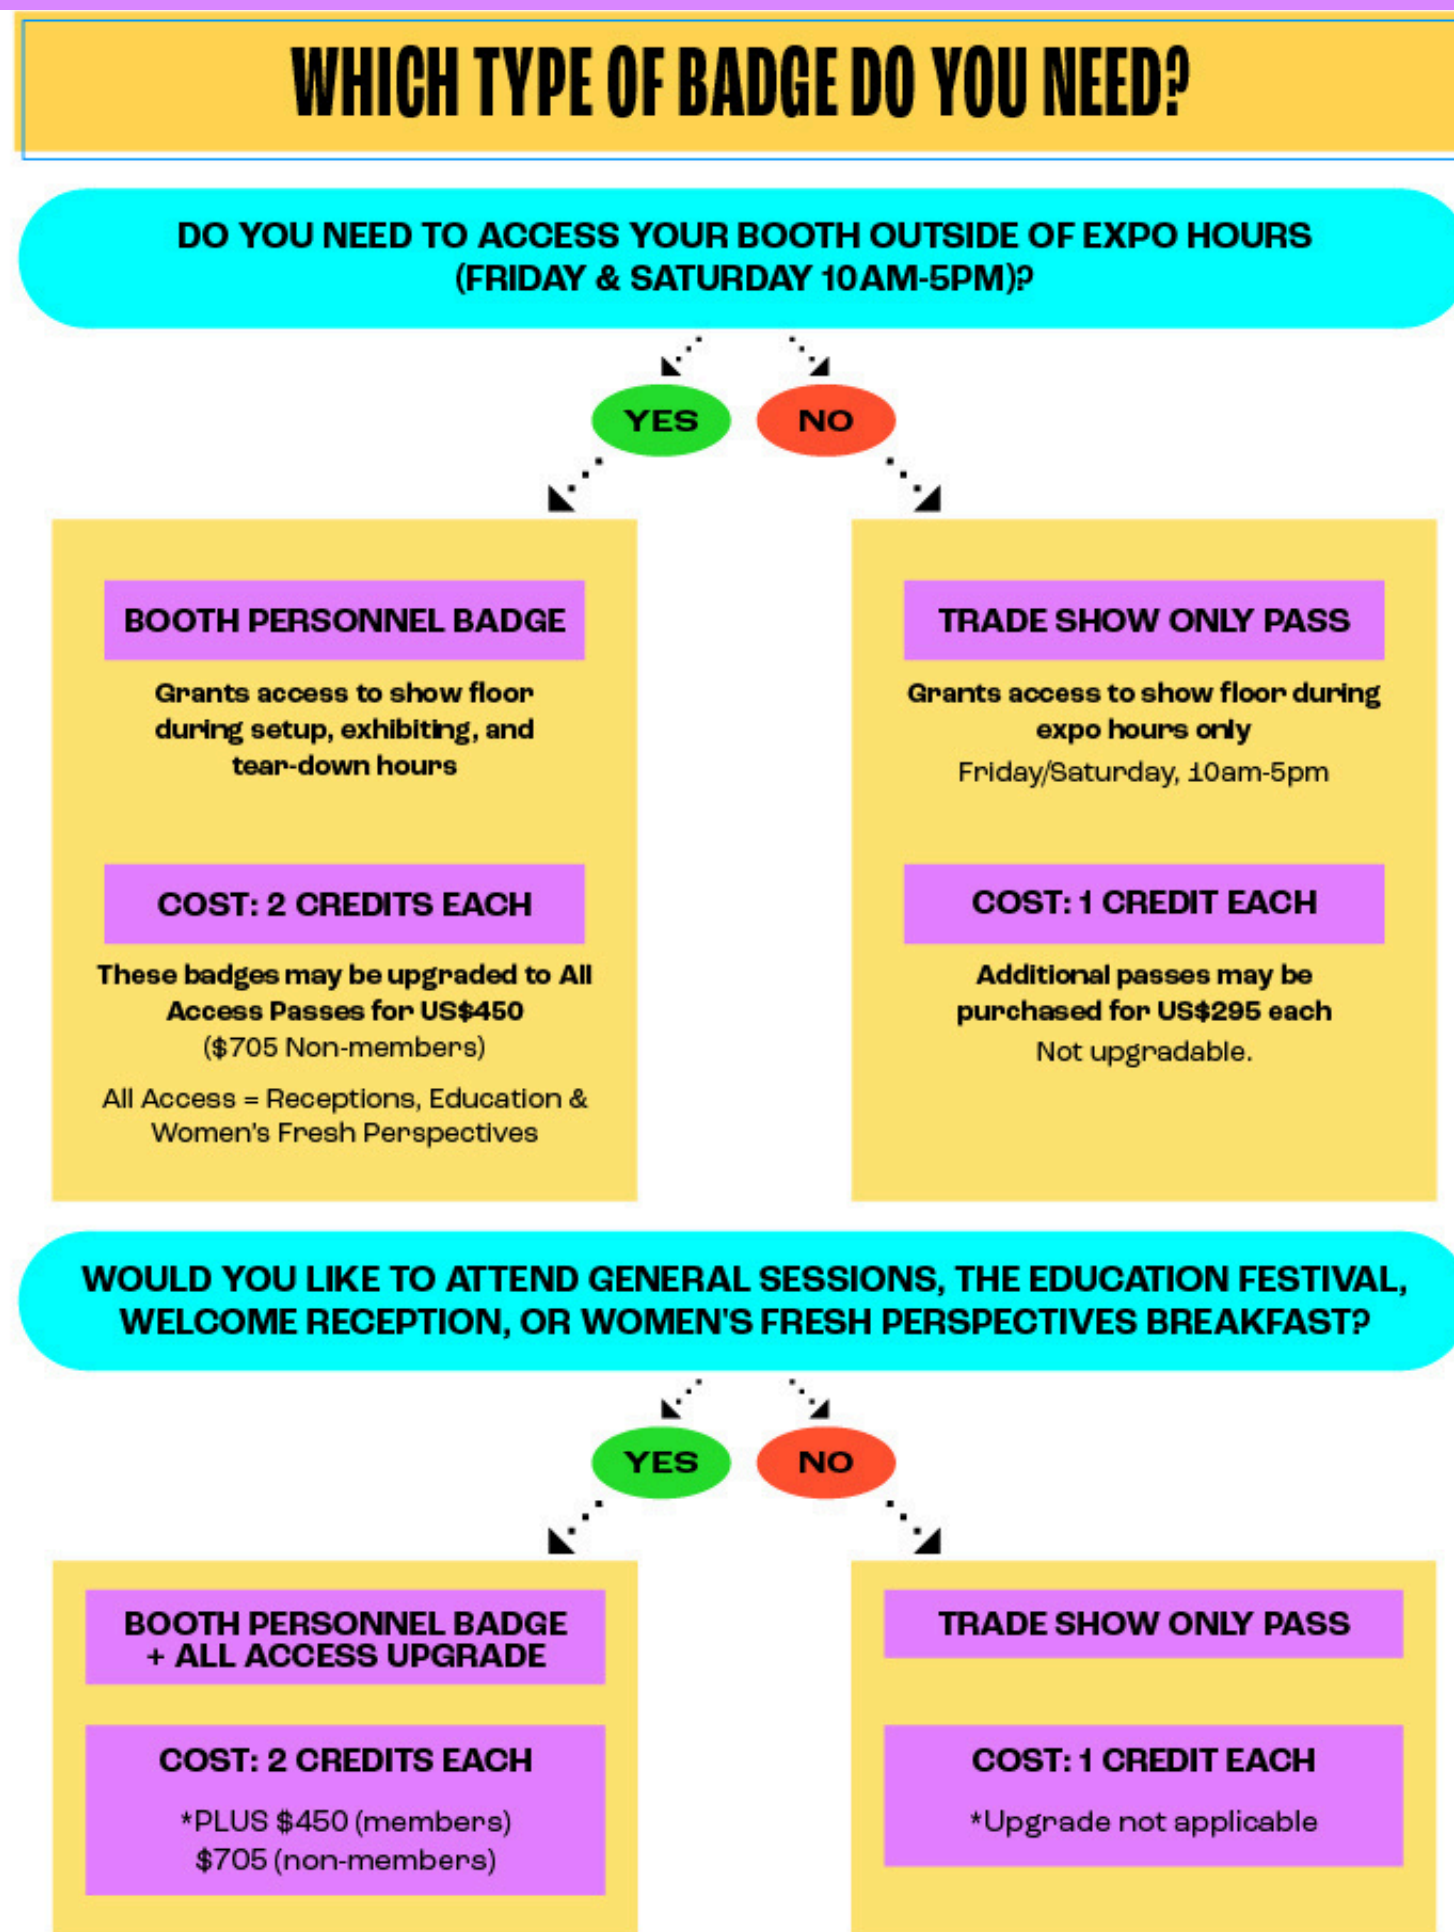 WHICH TYPE OF BADGE DO YOU NEED?
DO YOU NEED TO ACCESS YOUR BOOTH OUTSIDE OF EXPO HOURS
(FRIDAY & SATURDAY 10AM-5PM)?
YES
NO
BOOTH PERSONNEL BADGE
Grants access to show floor
during setup, exhibiting, and
tear-down hours
COST: 2 CREDITS EACH
These badges may be upgraded to All
Access Passes for US$450
($705 Non-members)
All Access = Receptions, Education &
Women's Fresh Perspectives
TRADE SHOW ONLY PASS
Grants access to show floor during
expo hours only
Friday/Saturday, 10am-5pm
COST: 1 CREDIT EACH
Additional passes may be
purchased for US$295 each
Not upgradable.
WOULD YOU LIKE TO ATTEND GENERAL SESSIONS, THE EDUCATION FESTIVAL,
WELCOME RECEPTION, OR WOMEN'S FRESH PERSPECTIVES BREAKFAST?
YES
NO
BOOTH PERSONNEL BADGE
+ ALL ACCESS UPGRADE
COST: 2 CREDITS EACH
*PLUS $450 (members)
$705 (non-members)
TRADE SHOW ONLY PASS
COST: 1 CREDIT EACH
*Upgrade not applicable